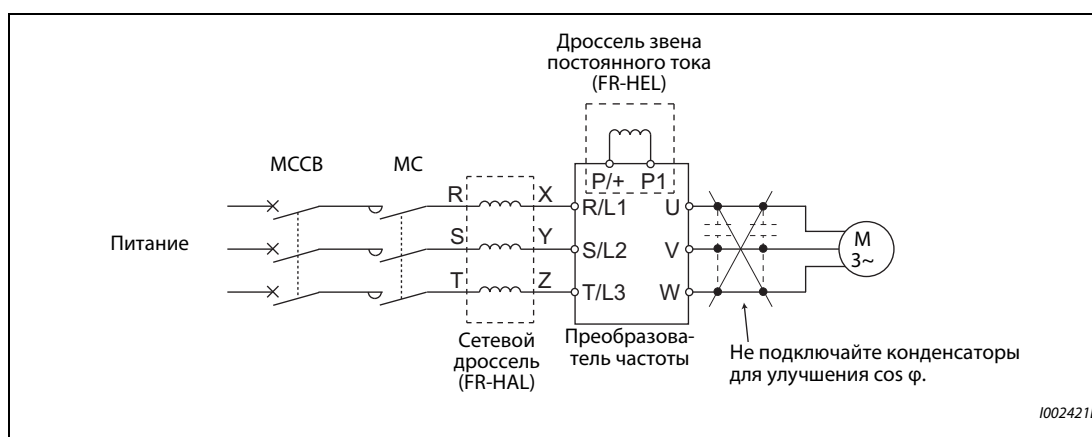 Дроссель звена
постоянного тока
(FR-HEL)
MCCB
MC
P/+ P1
R X R/L1 U
S Y S/L2 V
T Z T/L3 W
Питание
M
3~
Сетевой
дроссель
(FR-HAL)
Преобразова-
тель частоты
Не подключайте конденсаторы
для улучшения cos φ.